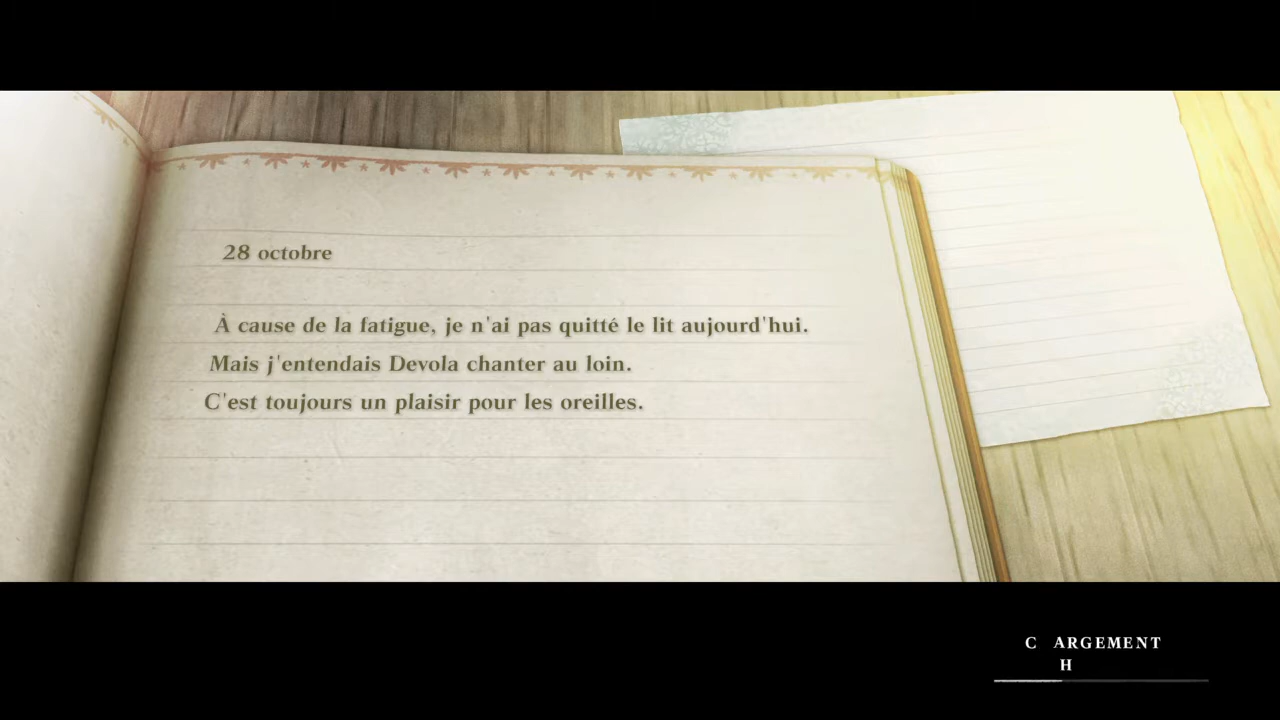 28 octobre
À cause de la fatigue, je n'ai pas quitté le lit aujourd'hui.
Mais j'entendais Devola chanter au loin.
C'est toujours un plaisir pour les oreilles.
CHARGEMENT